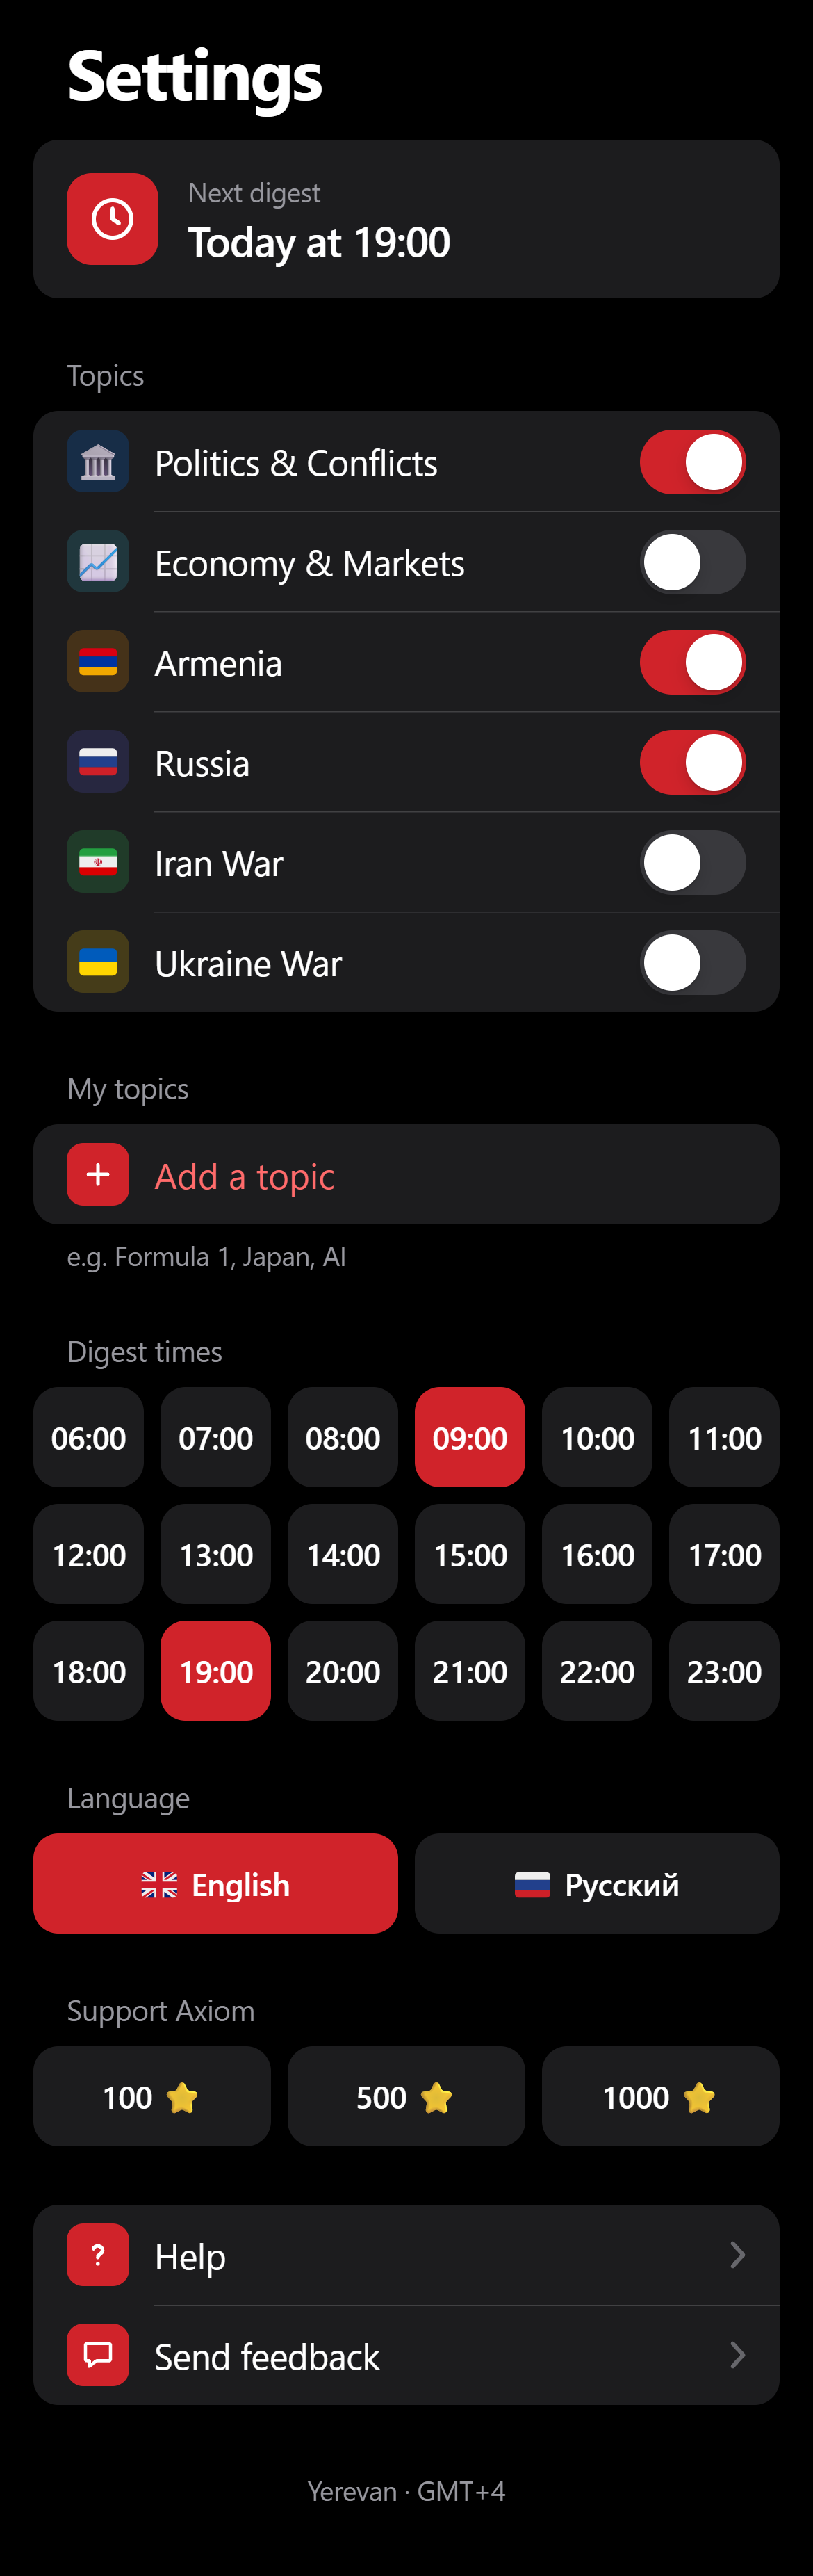 Settings
Next digest
Today at 19:00
Topics
Politics & Conflicts
Economy & Markets
Armenia
Russia
Iran War
Ukraine War
My topics
Add a topic
e.g. Formula 1, Japan, AI
Digest times
06:00 07:00 08:00 09:00 10:00 11:00
12:00 13:00 14:00 15:00 16:00 17:00
18:00 19:00 20:00 21:00 22:00 23:00
Language
English Русский
Support Axiom
100 500 1000
? Help
Send feedback
Yerevan · GMT+4